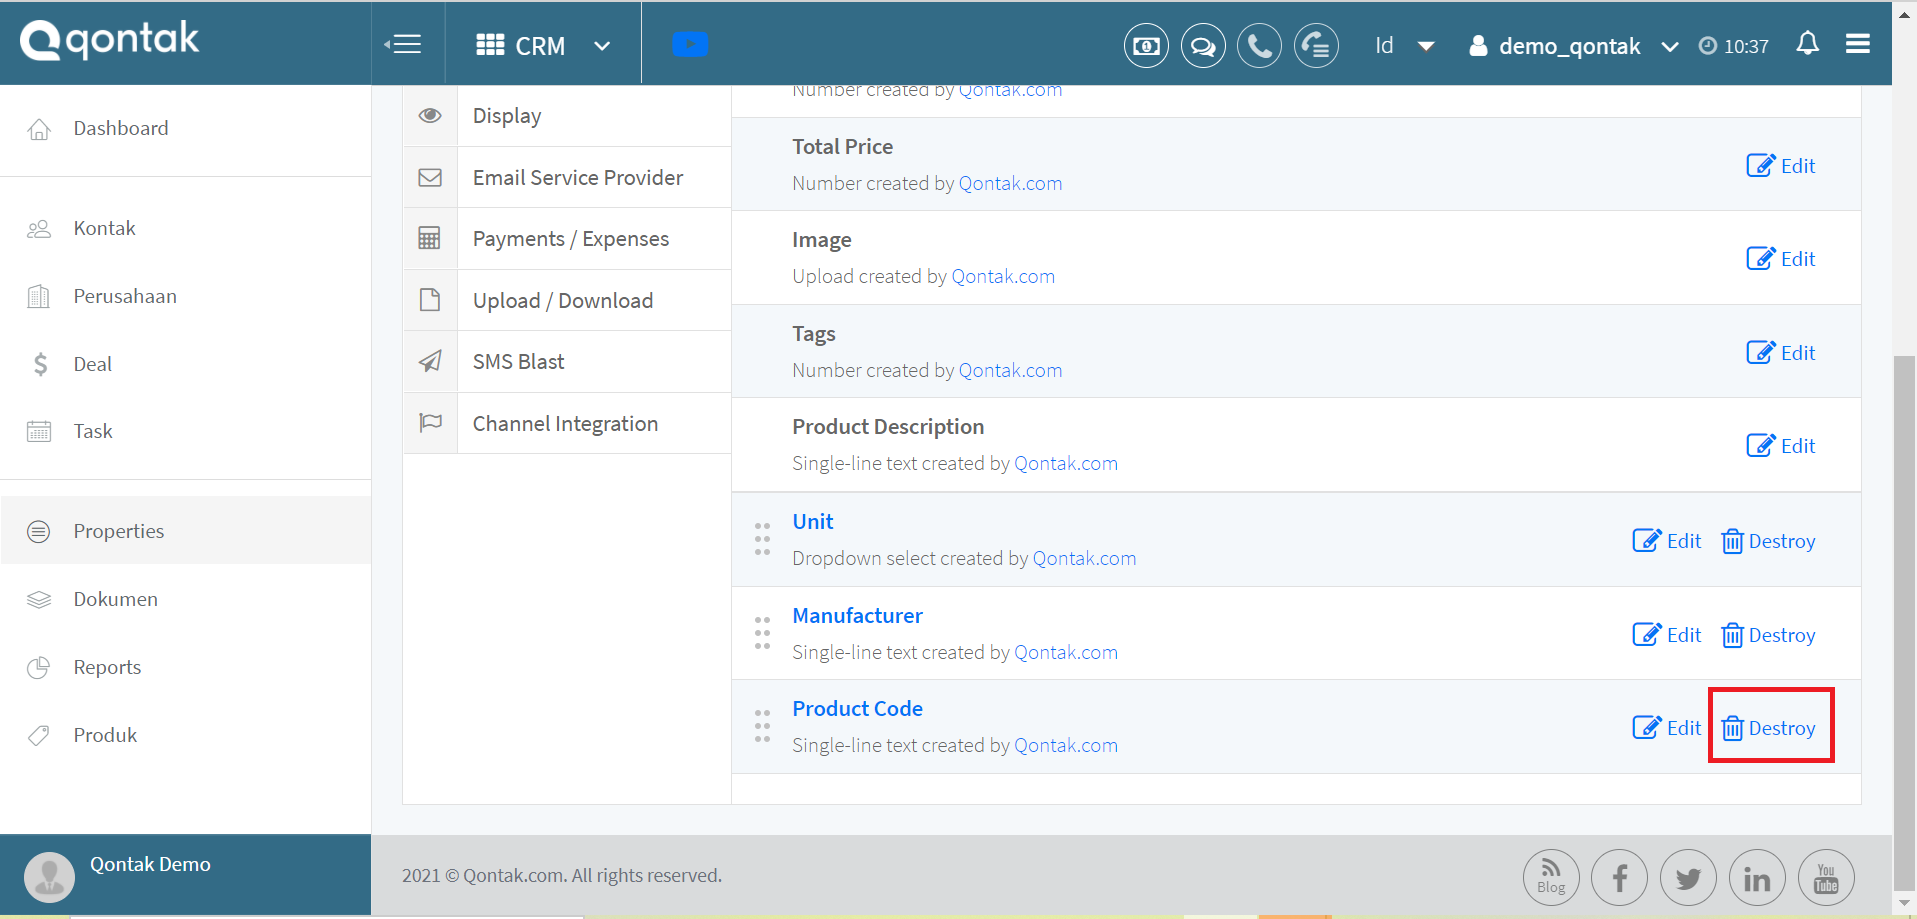 qontak
CRM
Id
demo_qontak
10:37
Dashboard
Kontak
Perusahaan
Deal
Task
Properties
Dokumen
Reports
Produk
Qontak Demo
Display
Email Service Provider
Payments / Expenses
Upload / Download
SMS Blast
Channel Integration
Number created by Qontak.com
Total Price
Number created by Qontak.com
Edit
Image
Upload created by Qontak.com
Edit
Tags
Number created by Qontak.com
Edit
Product Description
Single-line text created by Qontak.com
Edit
Unit
Dropdown select created by Qontak.com
Edit Destroy
Manufacturer
Single-line text created by Qontak.com
Edit Destroy
Product Code
Single-line text created by Qontak.com
Edit Destroy
2021 © Qontak.com. All rights reserved.
Blog
You
Tube